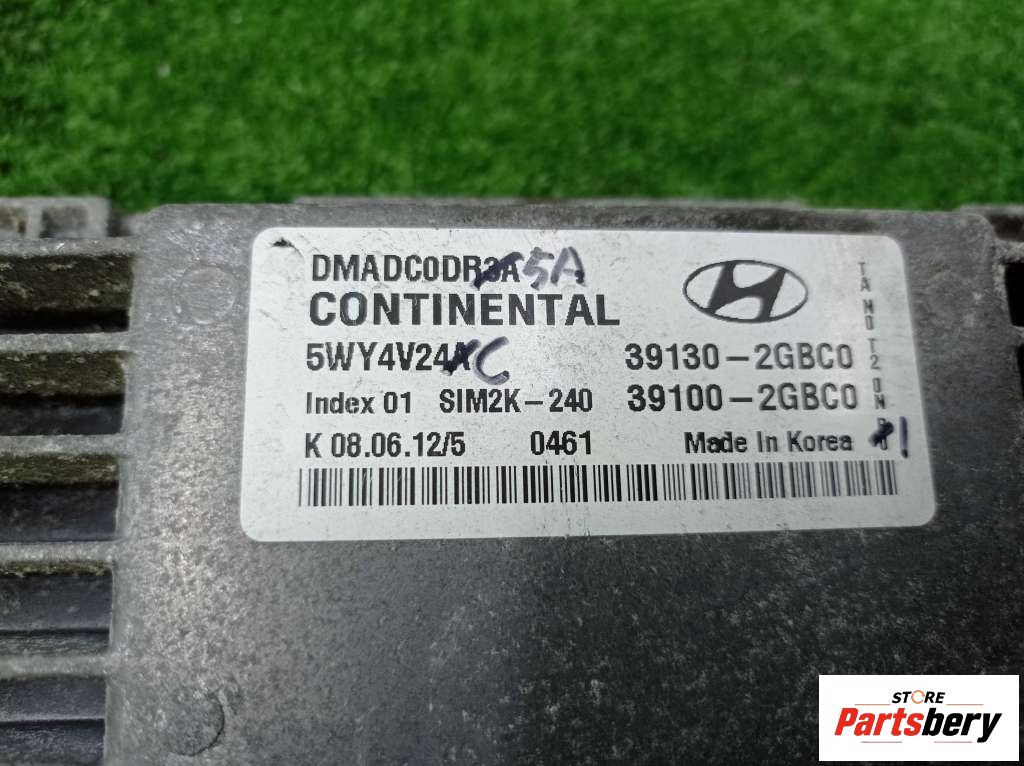 DMADC0DR3A 5A
CONTINENTAL
5WY4V24A C
39130-2GBC0
Index 01 SIM2K-240
39100-2GBC0
K 08.06.12/5 0461 Made In Korea
STORE
Partsbery